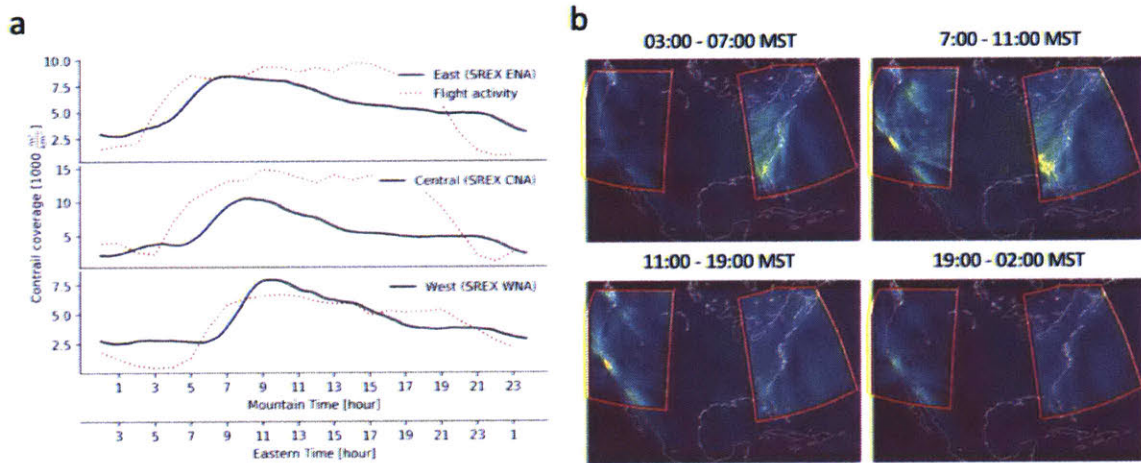 a
10.0
7.5
5.0
2.5
East (SREX ENA)
Flight activity
15
10
5
Central (SREX CNA)
7.5
5.0
2.5
West (SREX WNA)
Contrail coverage [1000
1 3 5 7 9 11 13 15 17 19 21 23
Mountain Time [hour]
3 5 7 9 11 13 15 17 19 21 23 1
Eastern Time [hour]
b
03:00 - 07:00 MST
7:00 - 11:00 MST
11:00 - 19:00 MST
19:00 - 02:00 MST